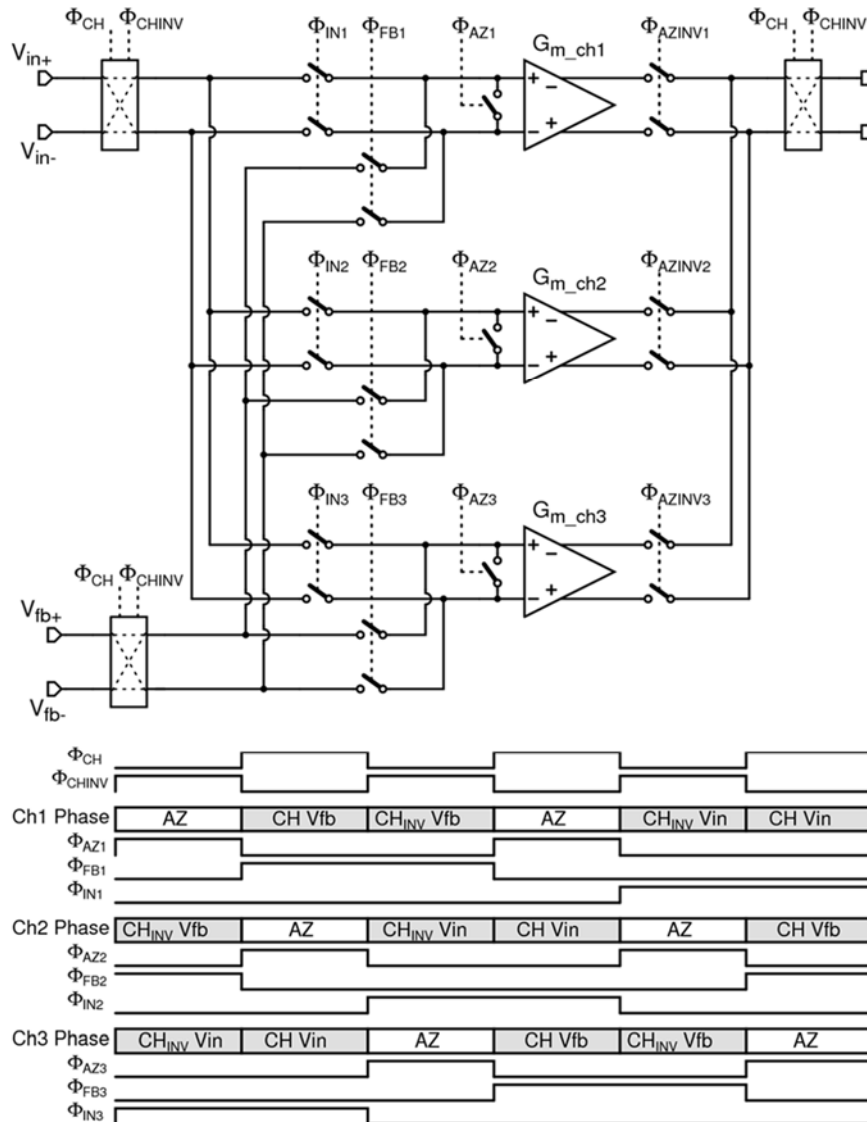 Φ_CH Φ_CHINV Φ_IN1 Φ_FB1 Φ_AZ1 G_m_ch1 Φ_AZINV1 Φ_CH Φ_CHINV
V_in+
V_in-
+ − − +
Φ_IN2 Φ_FB2 Φ_AZ2 G_m_ch2 Φ_AZINV2
+ − − +
Φ_IN3 Φ_FB3 Φ_AZ3 G_m_ch3 Φ_AZINV3
+ − − +
Φ_CH Φ_CHINV
V_fb+
V_fb-
Φ_CH
Φ_CHINV
Ch1 Phase AZ CH Vfb CH_INV Vfb AZ CH_INV Vin CH Vin
Φ_AZ1
Φ_FB1
Φ_IN1
Ch2 Phase CH_INV Vfb AZ CH_INV Vin CH Vin AZ CH Vfb
Φ_AZ2
Φ_FB2
Φ_IN2
Ch3 Phase CH_INV Vin CH Vin AZ CH Vfb CH_INV Vfb AZ
Φ_AZ3
Φ_FB3
Φ_IN3